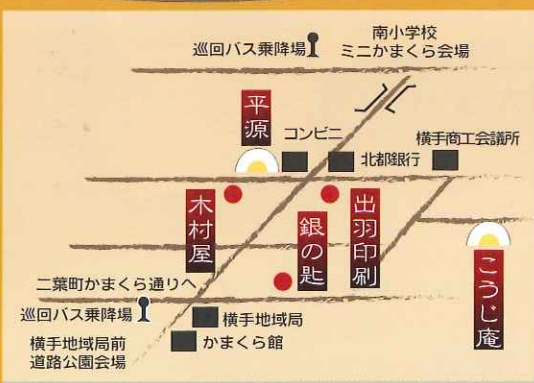 南小学校
ミニかまくら会場
巡回バス乗降場
平源
コンビニ
北都銀行
横手商工会議所
木村屋
銀の匙
出羽印刷
こうじ庵
二葉町かまくら通りへ
巡回バス乗降場
横手地域局
かまくら館
横手地域局前
道路公園会場